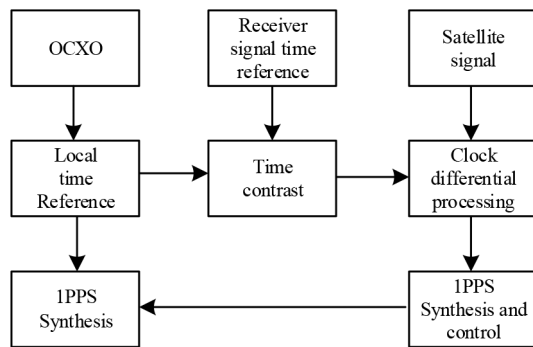 OCXO
Receiver
signal time
reference
Satellite
signal
Local
time
Reference
Time
contrast
Clock
differential
processing
1PPS
Synthesis
1PPS
Synthesis and
control